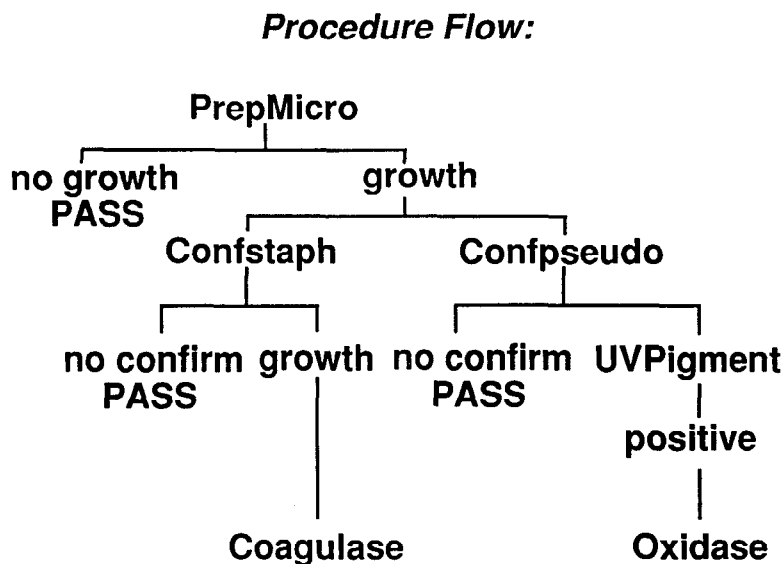 Procedure Flow:
PrepMicro
no growth
PASS
growth
Confstaph
Confpseudo
no confirm
PASS
growth
no confirm
PASS
UVPigment
positive
Coagulase
Oxidase